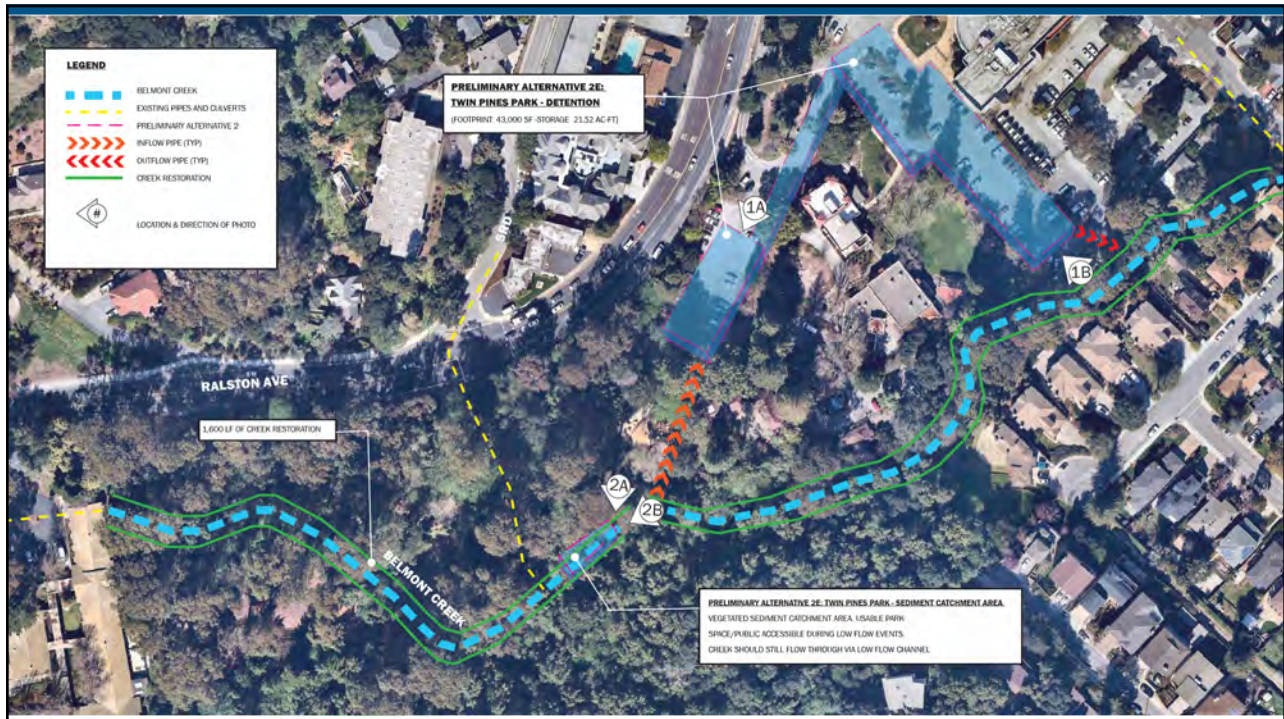 LEGEND
BELMONT CREEK
EXISTING PIPES AND CULVERTS
PRELIMINARY ALTERNATIVE 2
INFLOW PIPE (TYP)
OUTFLOW PIPE (TYP)
CREEK RESTORATION
#
LOCATION & DIRECTION OF PHOTO
PRELIMINARY ALTERNATIVE 2E:
TWIN PINES PARK - DETENTION
(FOOTPRINT: 43,000 SF -STORAGE 21.52 AC-FT)
1A
1B
SRD
RALSTON AVE
1,600 LF OF CREEK RESTORATION
2A
2B
BELMONT CREEK
PRELIMINARY ALTERNATIVE 2E: TWIN PINES PARK - SEDIMENT CATCHMENT AREA
VEGETATED SEDIMENT CATCHMENT AREA, USABLE PARK
SPACE/PUBLIC ACCESSIBLE DURING LOW FLOW EVENTS.
CREEK SHOULD STILL FLOW THROUGH VIA LOW FLOW CHANNEL